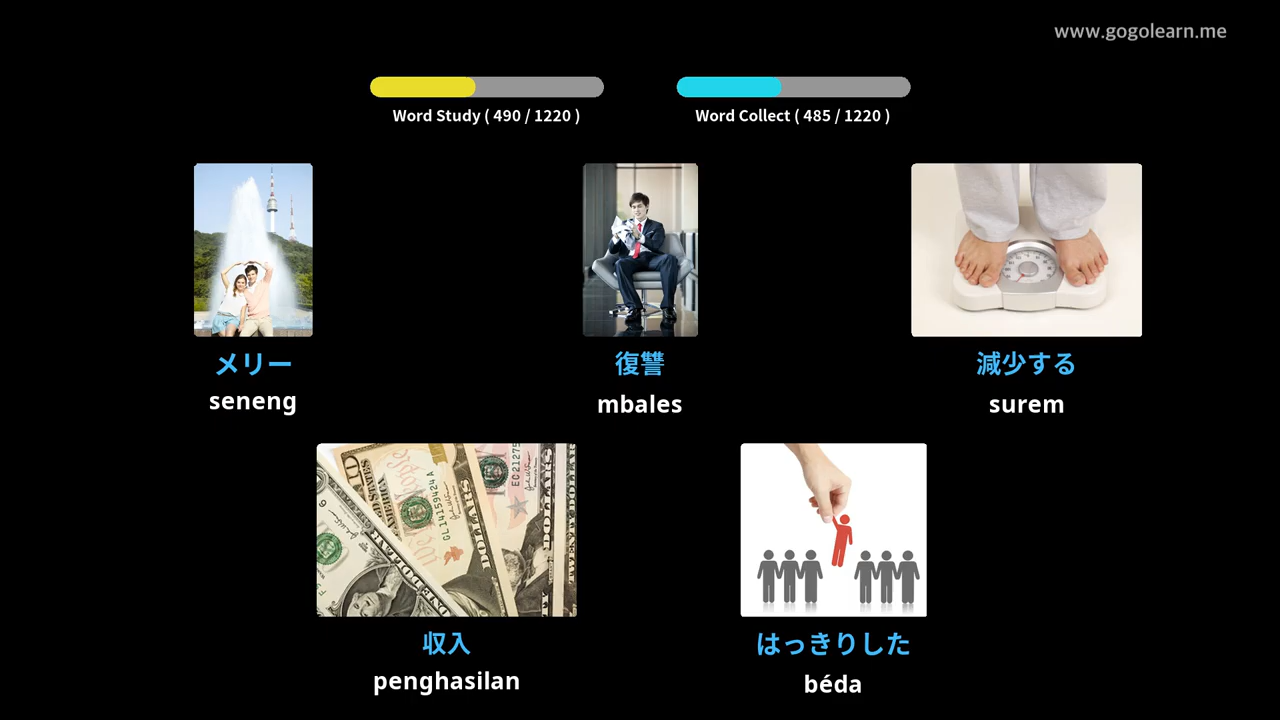 www.gogolearn.me
Word Study ( 490 / 1220 )
Word Collect ( 485 / 1220 )
メリー
seneng
復讐
mbales
減少する
surem
収入
penghasilan
はっきりした
béda